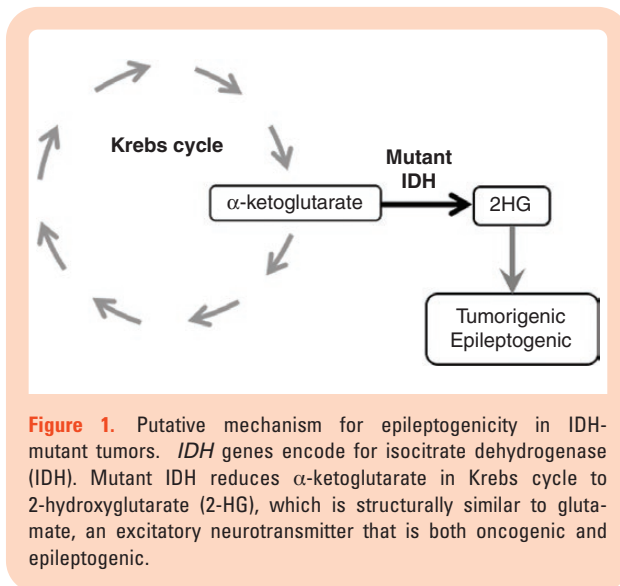 Krebs cycle
Mutant
IDH
α-ketoglutarate
2HG
Tumorigenic
Epileptogenic
Figure 1. Putative mechanism for epileptogenicity in IDH-
mutant tumors. IDH genes encode for isocitrate dehydrogenase
(IDH). Mutant IDH reduces α-ketoglutarate in Krebs cycle to
2-hydroxyglutarate (2-HG), which is structurally similar to gluta-
mate, an excitatory neurotransmitter that is both oncogenic and
epileptogenic.